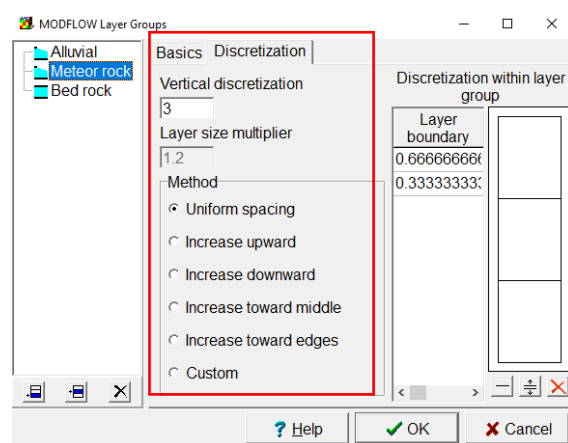 MODFLOW Layer Groups
Alluvial
Meteor rock
Bed rock
Basics Discretization
Vertical discretization
3
Layer size multiplier
1.2
Method
Uniform spacing
Increase upward
Increase downward
Increase toward middle
Increase toward edges
Custom
Discretization within layer
group
Layer
boundary
0.666666666
0.333333333
? Help
OK
Cancel